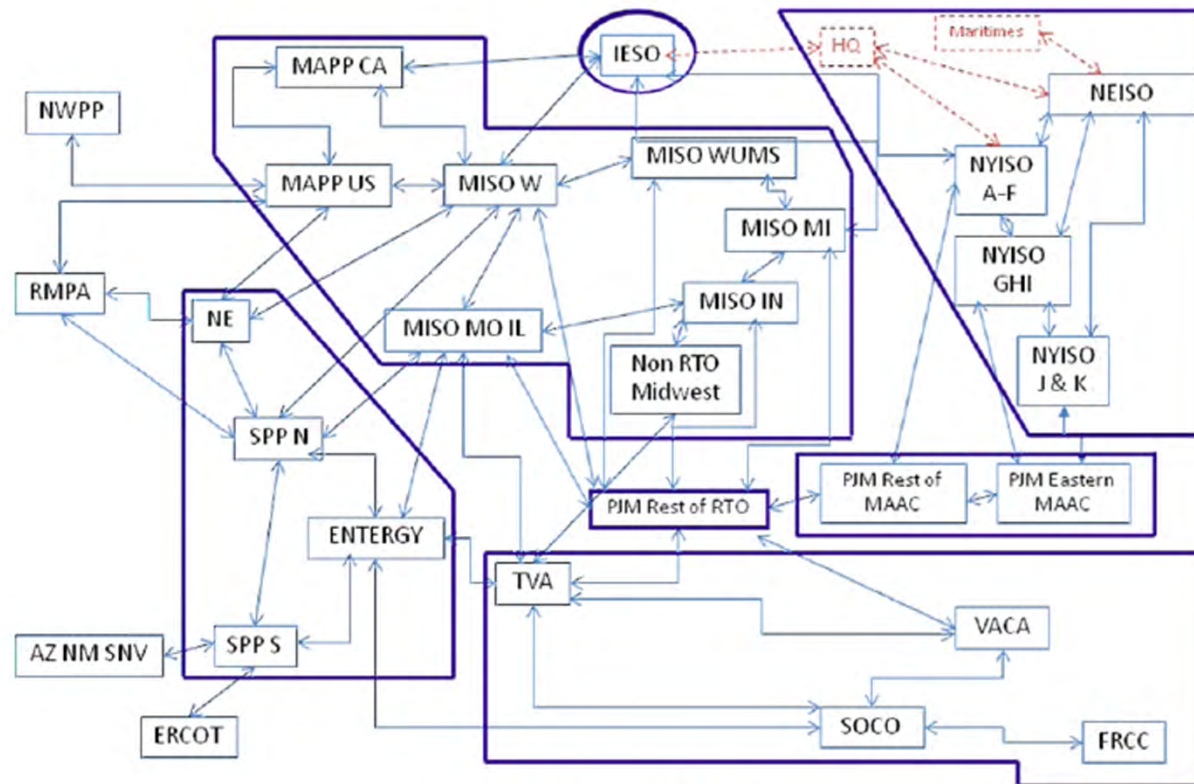 Maritimes
HQ
IESO
MAPP CA
NEISO
NWPP
MISO WUMS
NYISO
A-F
MAPP US
MISO W
MISO MI
NYISO
GHI
RMPA
MISO IN
NE
MISO MO IL
NYISO
J & K
Non RTO
Midwest
SPP N
PJM Rest of
MAAC
PJM Eastern
MAAC
PJM Rest of RTO
ENTERGY
TVA
VACA
SPP S
AZ NM SNV
SOCO
ERCOT
FRCC